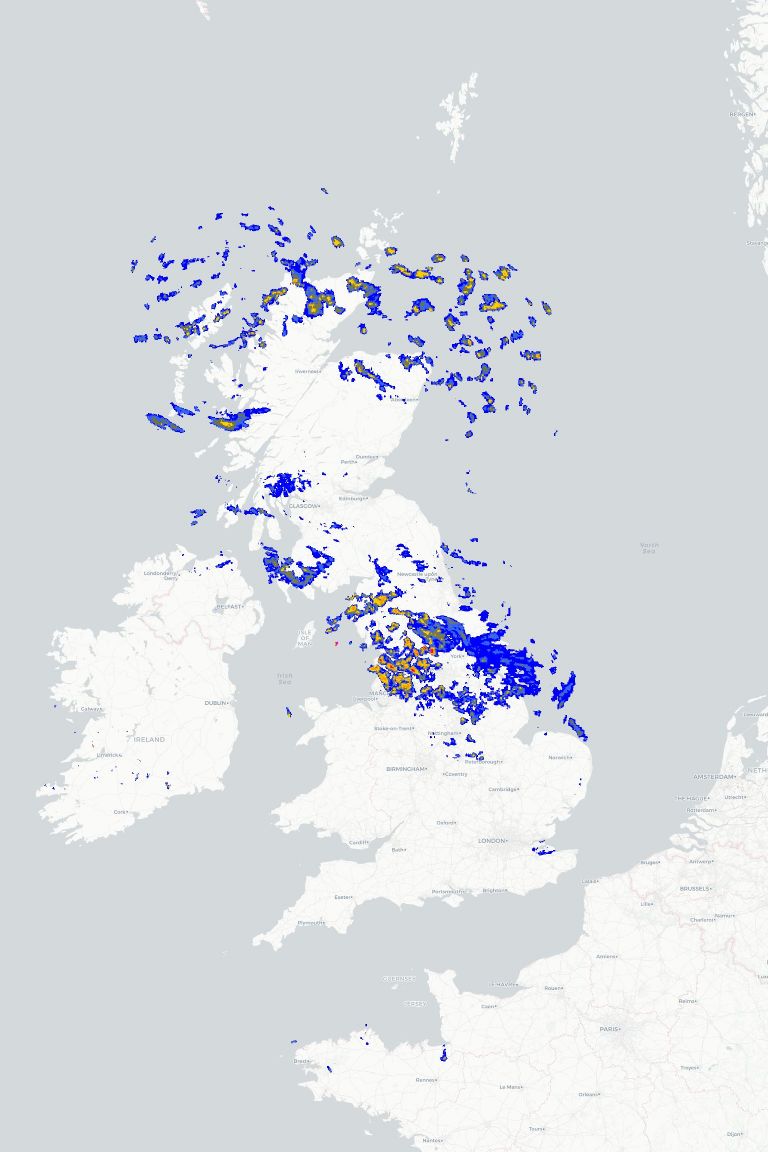 BERGEN
Inverness
Aberdeen
Dundee
Perth
Edinburgh
GLASGOW
North
Sea
Londonderry/
Derry
Newcastle upon
BELFAST
ISLE
OF
MAN
York
Irish
Sea
Liverpool
DUBLIN
Galway
Stoke-on-Trent
Nottingham
IRELAND
Limerick
Norwich
Peterborough
BIRMINGHAM
Coventry
AMSTERDAM
NETH
Cambridge
THE HAGUE
Utrecht
Rotterdam
Cork
Oxford
LONDON
Cardiff
Bath
Bruges
Antwerp
Calais
BRUSSELS
Portsmouth
Brighton
Exeter
Lille
Charleroi
Namur
Plymouth
Amiens
GUERNSEY
LE HAVRE
Rouen
JERSEY
Caen
Reims
PARIS
Brest
Troyes
Rennes
Le Mans
Orléans
Tours
Dijon
Nantes